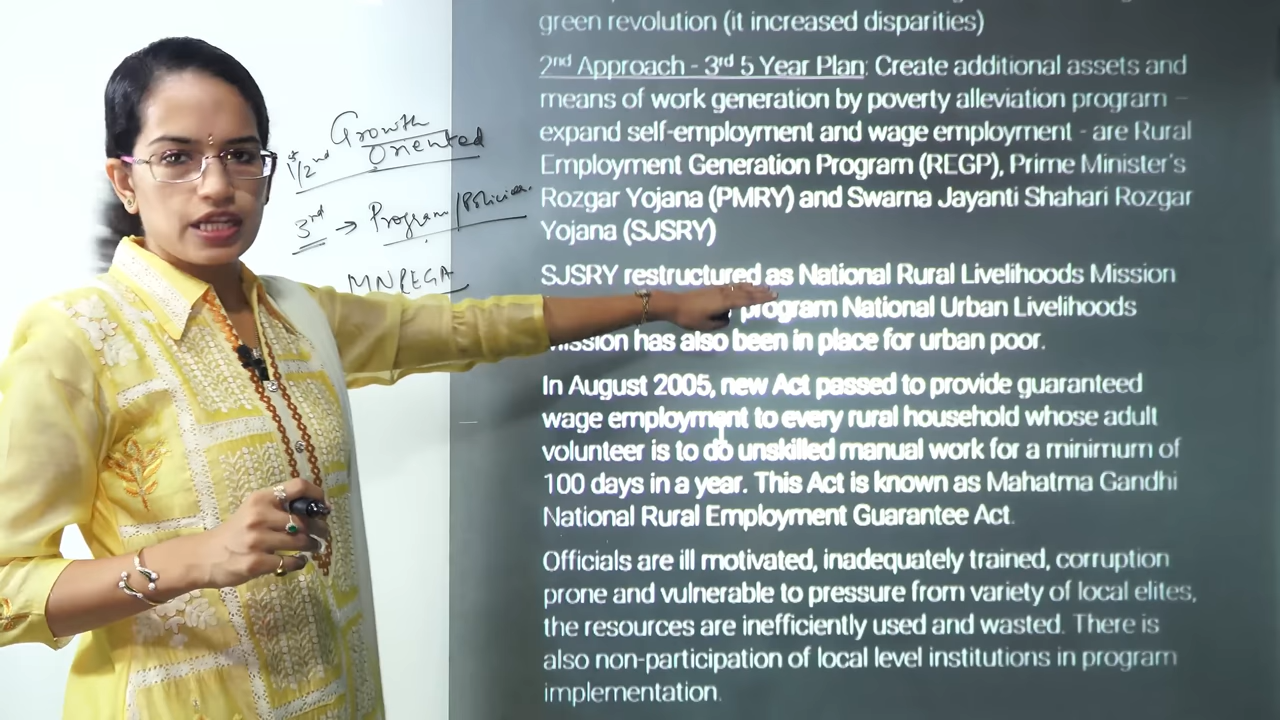 green revolution (it increased disparities)
2nd Approach - 3rd 5 Year Plan: Create additional assets and
means of work generation by poverty alleviation program –
expand self-employment and wage employment - are Rural
Employment Generation Program (REGP), Prime Minister's
Rozgar Yojana (PMRY) and Swarna Jayanti Shahari Rozgar
Yojana (SJSRY)
SJSRY restructured as National Rural Livelihoods Mission
program National Urban Livelihoods
Mission has also been in place for urban poor.
In August 2005, new Act passed to provide guaranteed
wage employment to every rural household whose adult
volunteer is to do unskilled manual work for a minimum of
100 days in a year. This Act is known as Mahatma Gandhi
National Rural Employment Guarantee Act.
Officials are ill motivated, inadequately trained, corruption
prone and vulnerable to pressure from variety of local elites,
the resources are inefficiently used and wasted. There is
also non-participation of local level institutions in program
implementation.
1st/2nd Growth
Oriented
3rd → Program/Policies
MNREGA